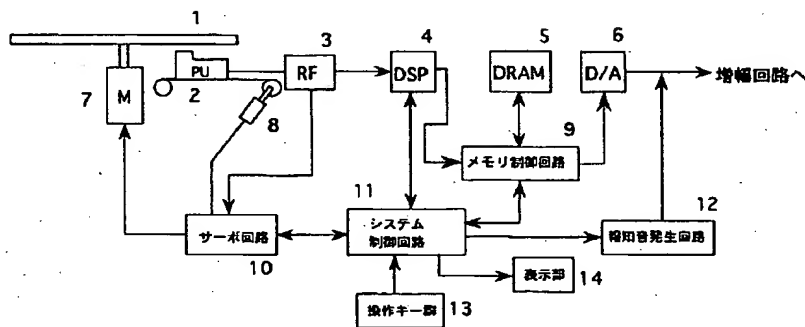 1
3
4
5
6
PU
RF
DSP
DRAM
D/A
増幅回路へ
7
M
2
8
9
メモリ制御回路
11
12
サーボ回路
システム
制御回路
報知音発生回路
10
表示部
14
操作キー群
13